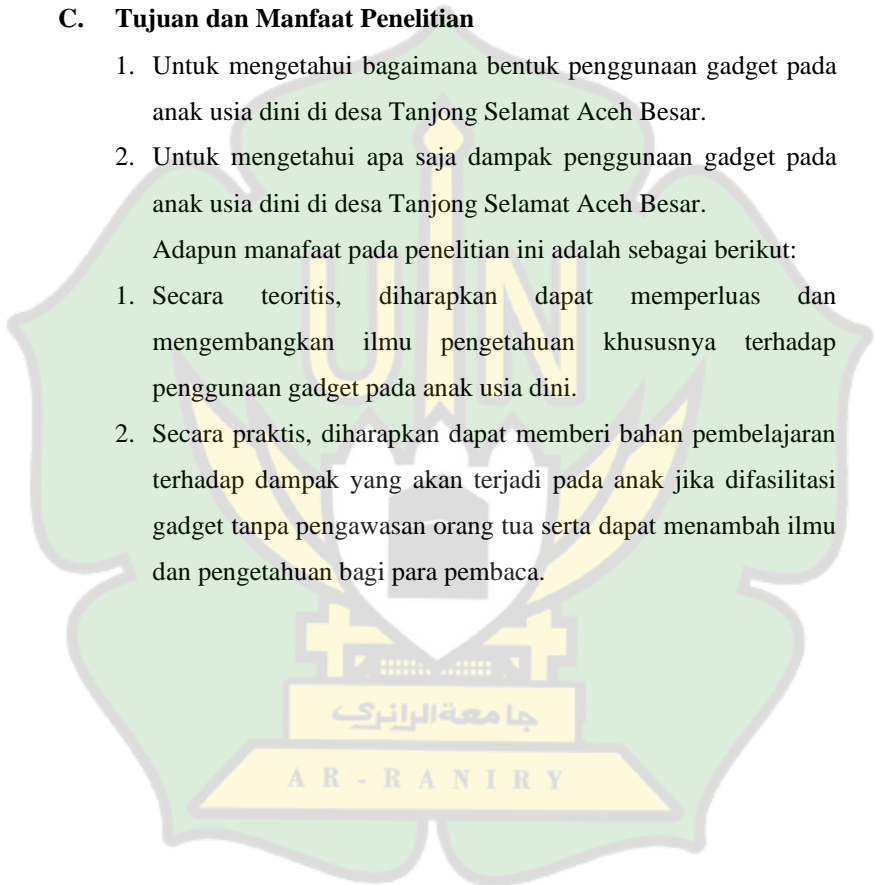 C. Tujuan dan Manfaat Penelitian
1. Untuk mengetahui bagaimana bentuk penggunaan gadget pada
anak usia dini di desa Tanjong Selamat Aceh Besar.
2. Untuk mengetahui apa saja dampak penggunaan gadget pada
anak usia dini di desa Tanjong Selamat Aceh Besar.
Adapun manafaat pada penelitian ini adalah sebagai berikut:
1. Secara teoritis, diharapkan dapat memperluas dan
mengembangkan ilmu pengetahuan khususnya terhadap
penggunaan gadget pada anak usia dini.
2. Secara praktis, diharapkan dapat memberi bahan pembelajaran
terhadap dampak yang akan terjadi pada anak jika difasilitasi
gadget tanpa pengawasan orang tua serta dapat menambah ilmu
dan pengetahuan bagi para pembaca.
UIN
جامعة الرانري
AR-RANIRY